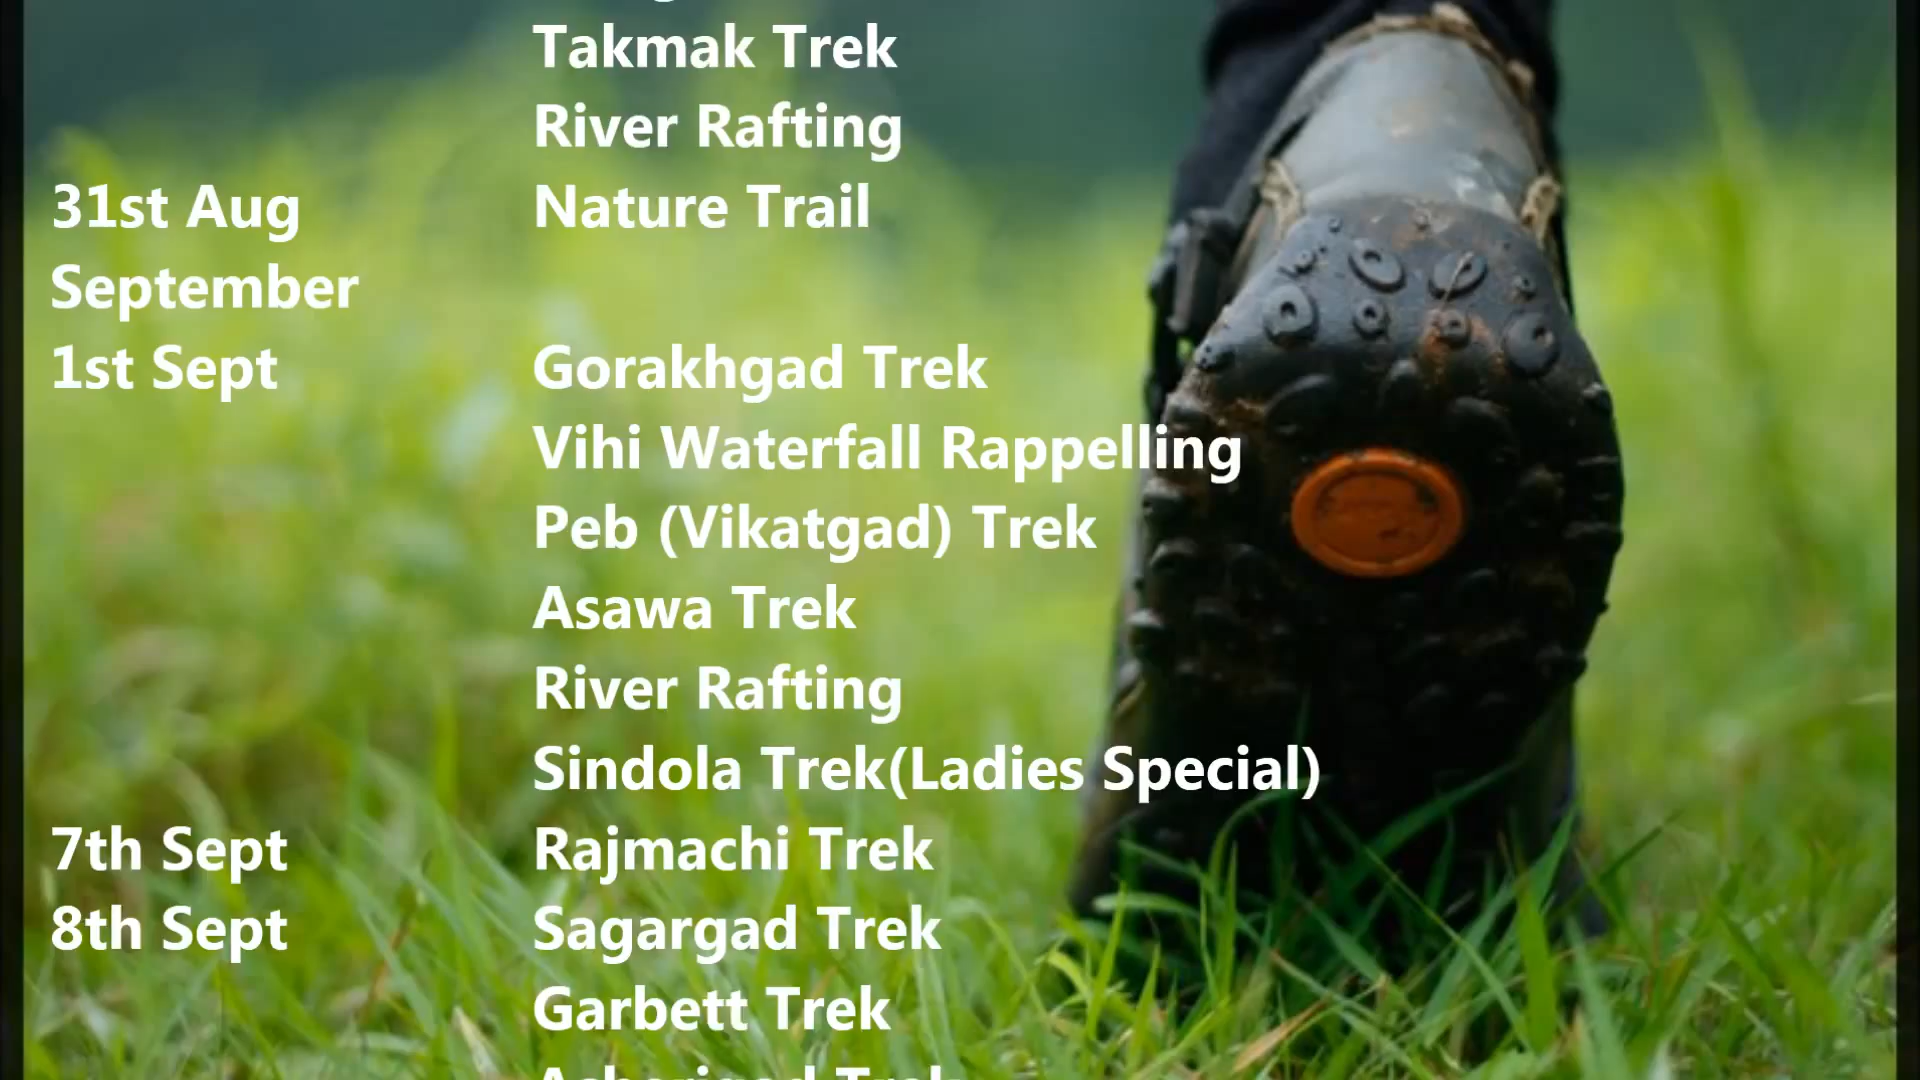 Takmak Trek
River Rafting
31st Aug Nature Trail
September
1st Sept Gorakhgad Trek
Vihi Waterfall Rappelling
Peb (Vikatgad) Trek
Asawa Trek
River Rafting
Sindola Trek(Ladies Special)
7th Sept Rajmachi Trek
8th Sept Sagargad Trek
Garbett Trek